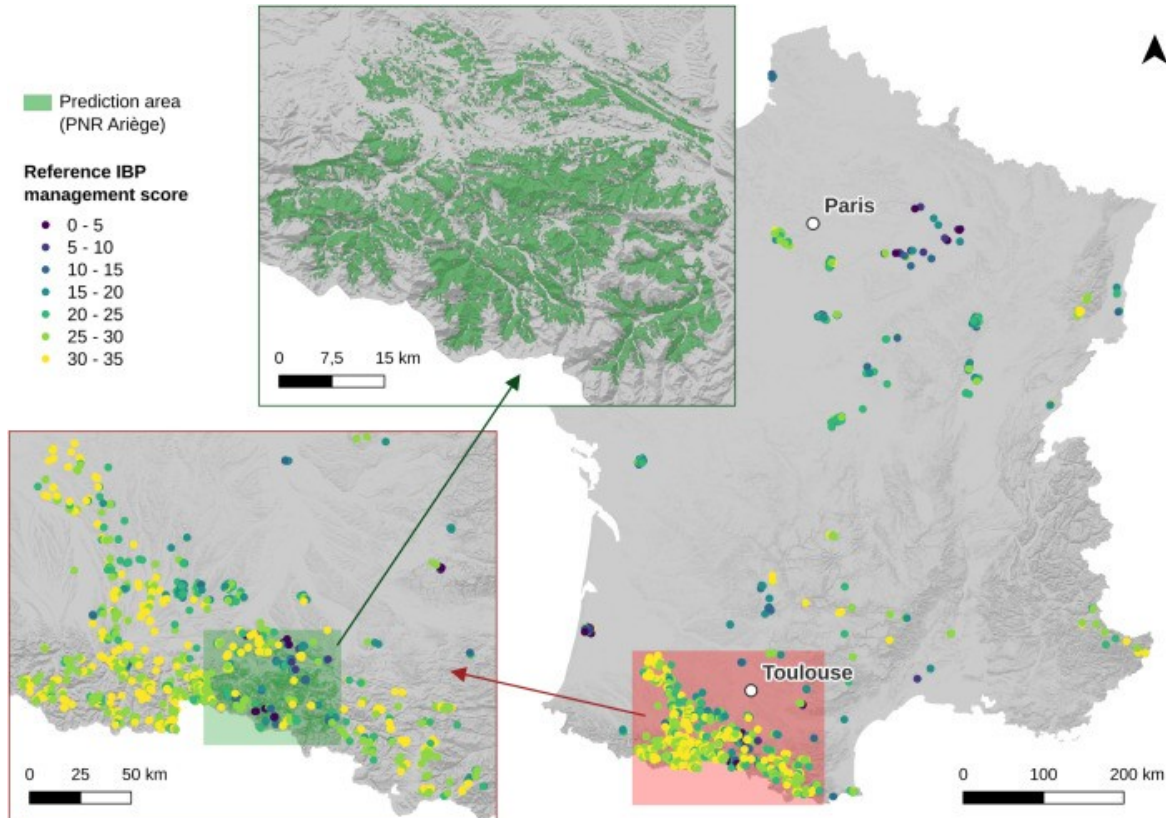 Prediction area
(PNR Ariège)
Reference IBP
management score
0 - 5
5 - 10
10 - 15
15 - 20
20 - 25
25 - 30
30 - 35
0 7,5 15 km
Paris
Toulouse
0 25 50 km
0 100 200 km